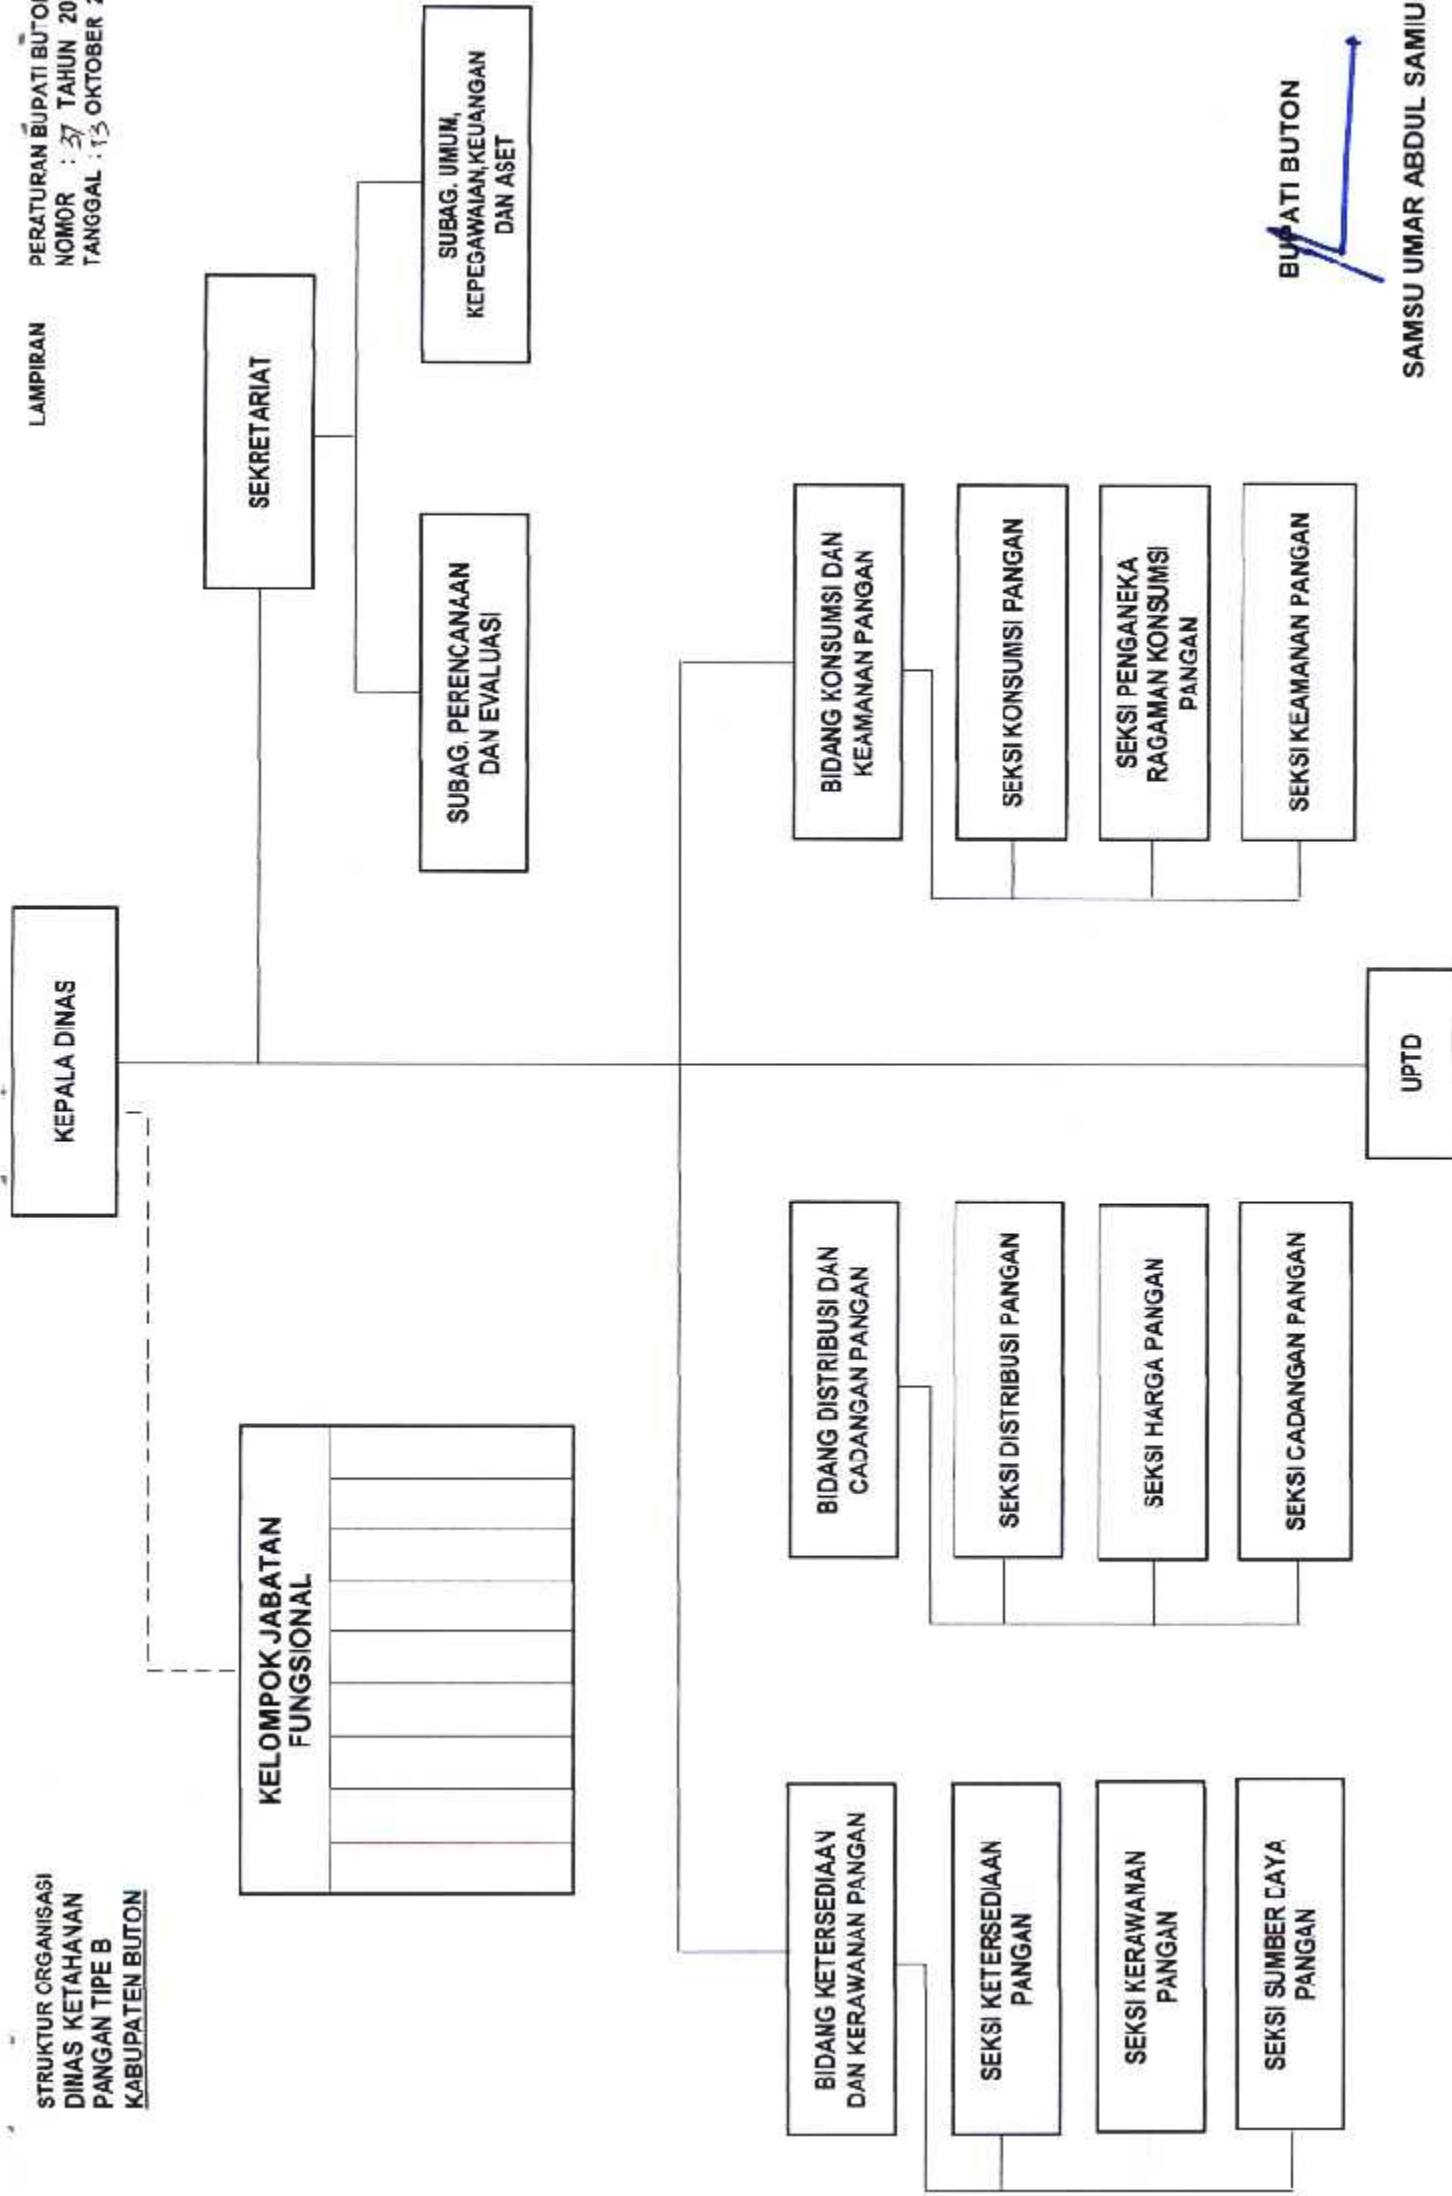 STRUKTUR ORGANISASI
DINAS KETAHANAN
PANGAN TIPE B
KABUPATEN BUTON
LAMPIRAN PERATURAN BUPATI BUTON
NOMOR : 37 TAHUN 20
TANGGAL : 13 OKTOBER 2
KEPALA DINAS
SEKRETARIAT
KELOMPOK JABATAN
FUNGSIONAL
SUBAG. PERENCANAAN
DAN EVALUASI
SUBAG. UMUM,
KEPEGAWAIAN,KEUANGAN
DAN ASET
BIDANG KETERSEDIAAN
DAN KERAWANAN PANGAN
SEKSI KETERSEDIAAN
PANGAN
SEKSI KERAWANAN
PANGAN
SEKSI SUMBER DAYA
PANGAN
BIDANG DISTRIBUSI DAN
CADANGAN PANGAN
SEKSI DISTRIBUSI PANGAN
SEKSI HARGA PANGAN
SEKSI CADANGAN PANGAN
BIDANG KONSUMSI DAN
KEAMANAN PANGAN
SEKSI KONSUMSI PANGAN
SEKSI PENGANEKA
RAGAMAN KONSUMSI
PANGAN
SEKSI KEAMANAN PANGAN
UPTD
BUPATI BUTON
SAMSU UMAR ABDUL SAMIU